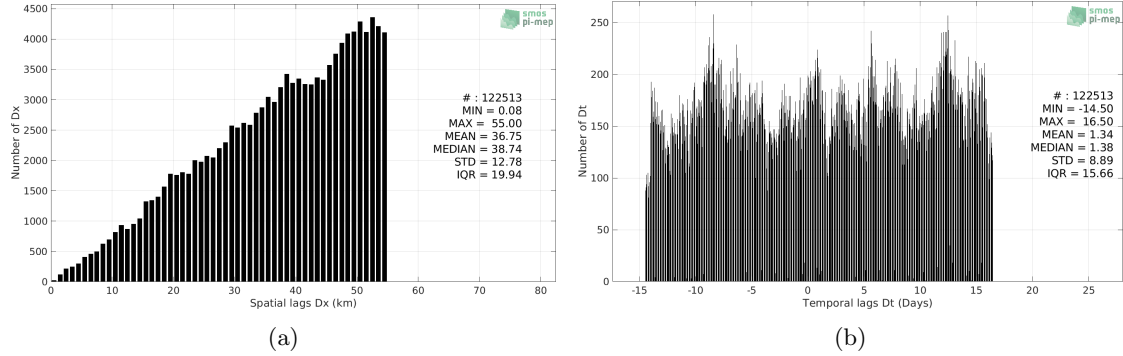 4500
4000
3500
3000
2500
2000
1500
1000
500
0
Number of Dx
smos
pi-mep
# : 122513
MIN = 0.08
MAX = 55.00
MEAN = 36.75
MEDIAN = 38.74
STD = 12.78
IQR = 19.94
0 10 20 30 40 50 60 70 80
Spatial lags Dx (km)
(a)
250
200
150
100
50
0
Number of Dt
smos
pi-mep
# : 122513
MIN = -14.50
MAX = 16.50
MEAN = 1.34
MEDIAN = 1.38
STD = 8.89
IQR = 15.66
-15 -10 -5 0 5 10 15 20 25
Temporal lags Dt (Days)
(b)